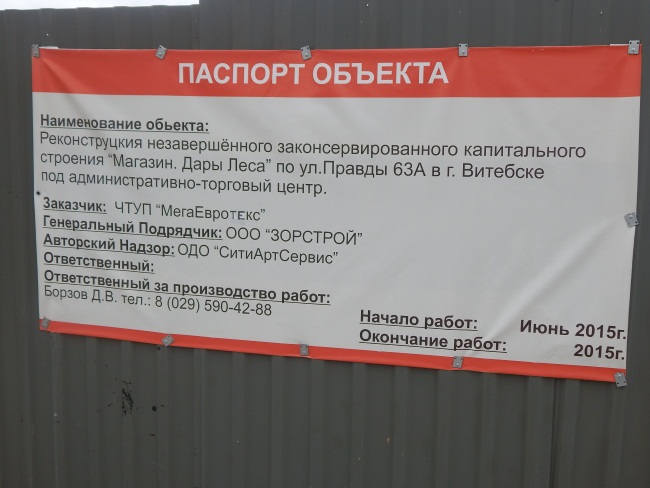 ПАСПОРТ ОБЪЕКТА
Наименование обьекта:
Реконструцкия незавершённого законсервированного капитального
строения "Магазин. Дары Леса" по ул.Правды 63А в г. Витебске
под административно-торговый центр.
Заказчик: ЧТУП "МегаЕвротекс"
Генеральный Подрядчик: ООО "ЗОРСТРОЙ"
Авторский Надзор: ОДО "СитиАртСервис"
Ответственный:
Ответственный за производство работ:
Борзов Д.В. тел.: 8 (029) 590-42-88
Начало работ: Июнь 2015г.
Окончание работ: 2015г.